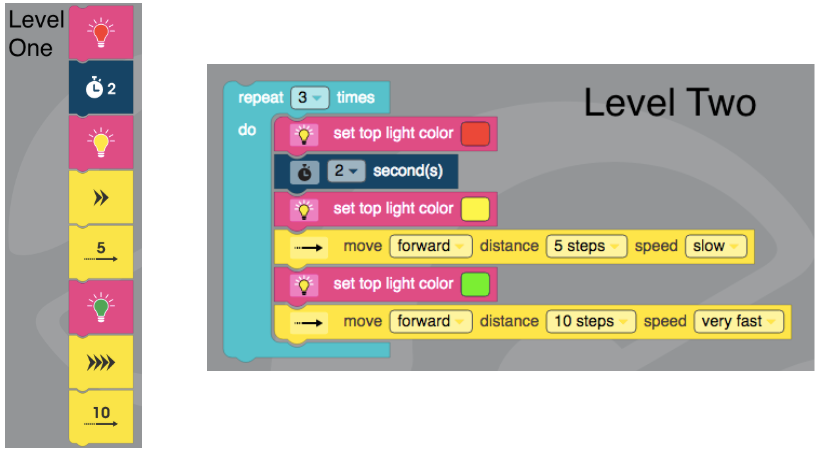 Level
One
2
5
10
Level Two
repeat 3 times
do
set top light color
2 second(s)
set top light color
move forward distance 5 steps speed slow
set top light color
move forward distance 10 steps speed very fast